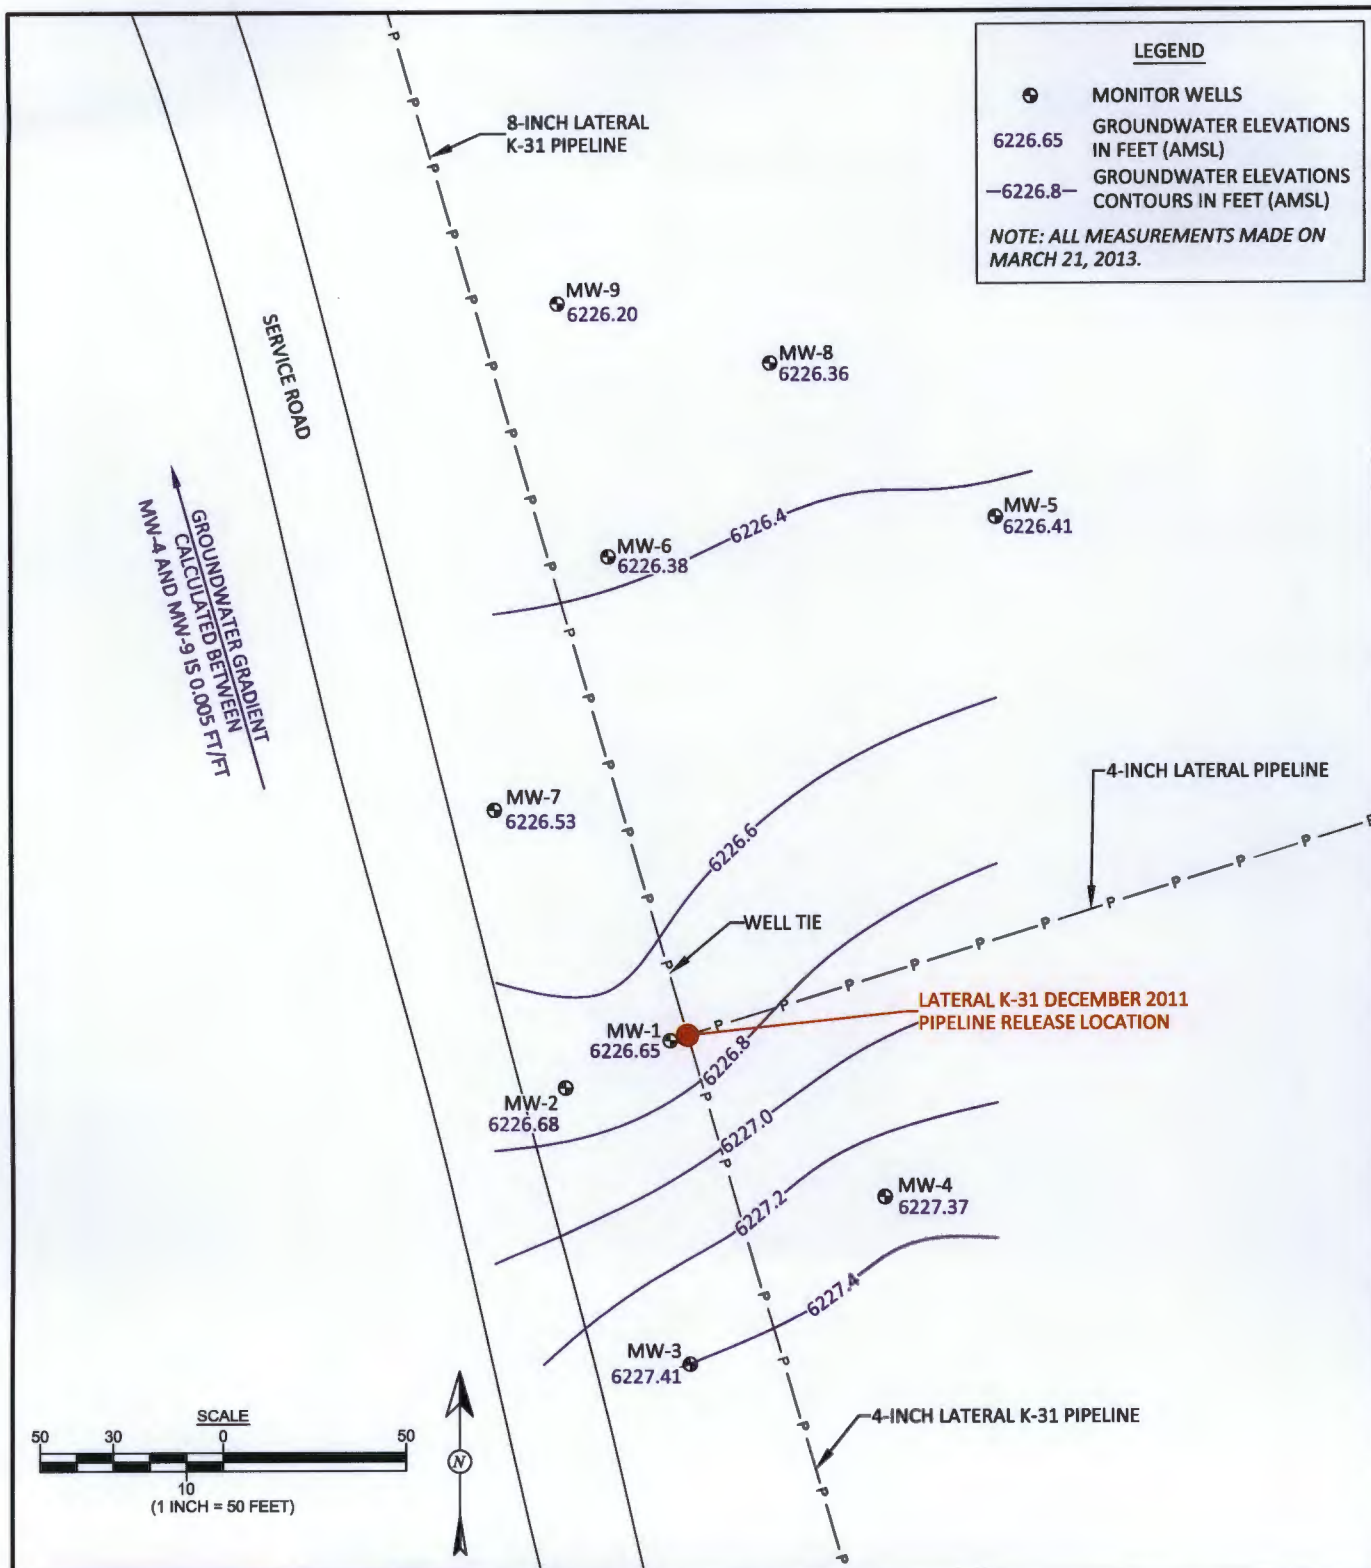 LEGEND
MONITOR WELLS
6226.65 GROUNDWATER ELEVATIONS
IN FEET (AMSL)
6226.8 GROUNDWATER ELEVATIONS
CONTOURS IN FEET (AMSL)
NOTE: ALL MEASUREMENTS MADE ON
MARCH 21, 2013.
8-INCH LATERAL
K-31 PIPELINE
MW-9
6226.20
SERVICE ROAD
MW-8
6226.36
GROUNDWATER GRADIENT
CALCULATED BETWEEN
MW-4 AND MW-9 IS 0.005 FT/FT
6226.4
MW-5
6226.41
MW-6
6226.38
4-INCH LATERAL PIPELINE
MW-7
6226.53
6226.6
WELL TIE
LATERAL K-31 DECEMBER 2011
PIPELINE RELEASE LOCATION
MW-1
6226.65
6226.8
MW-2
6226.68
6227.0
MW-4
6227.37
6227.2
6227.4
MW-3
6227.41
4-INCH LATERAL K-31 PIPELINE
SCALE
50 30 0 50
10
(1 INCH = 50 FEET)
N
P P P P P P P P P P P P P P P P P P P P P P P
P P P P P P P P P P